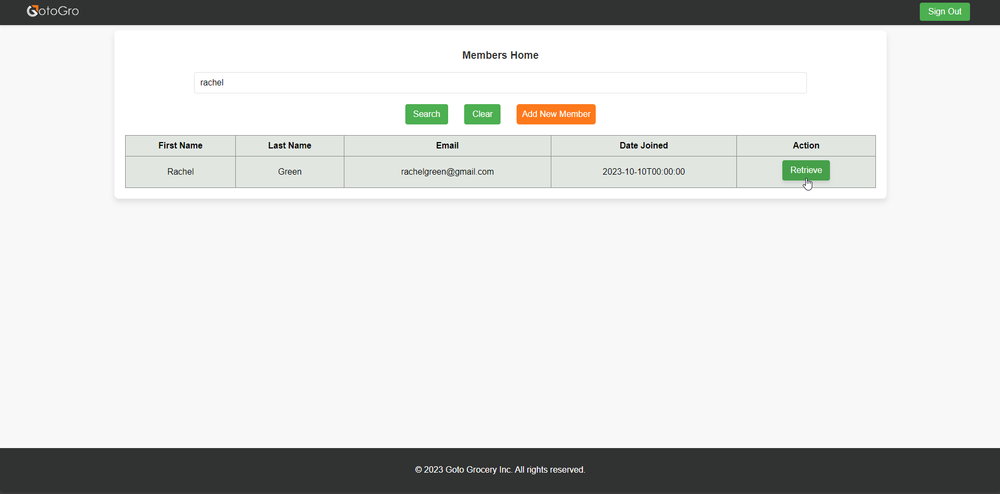 GotoGro
Sign Out
Members Home
rachel
Search Clear Add New Member
First Name Last Name Email Date Joined Action
Rachel Green rachelgreen@gmail.com 2023-10-10T00:00:00 Retrieve
© 2023 Goto Grocery Inc. All rights reserved.